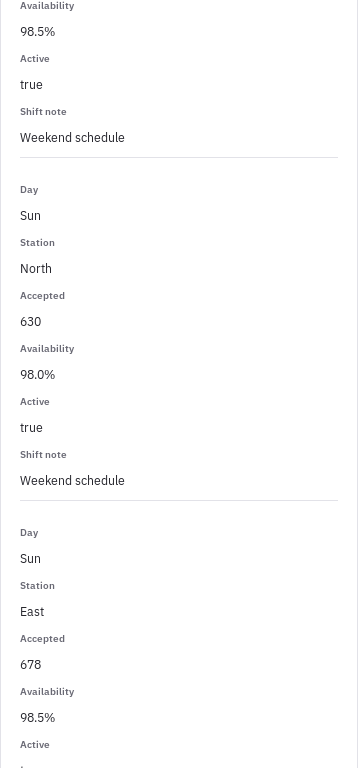 Availability
98.5%
Active
true
Shift note
Weekend schedule
Day
Sun
Station
North
Accepted
630
Availability
98.0%
Active
true
Shift note
Weekend schedule
Day
Sun
Station
East
Accepted
678
Availability
98.5%
Active